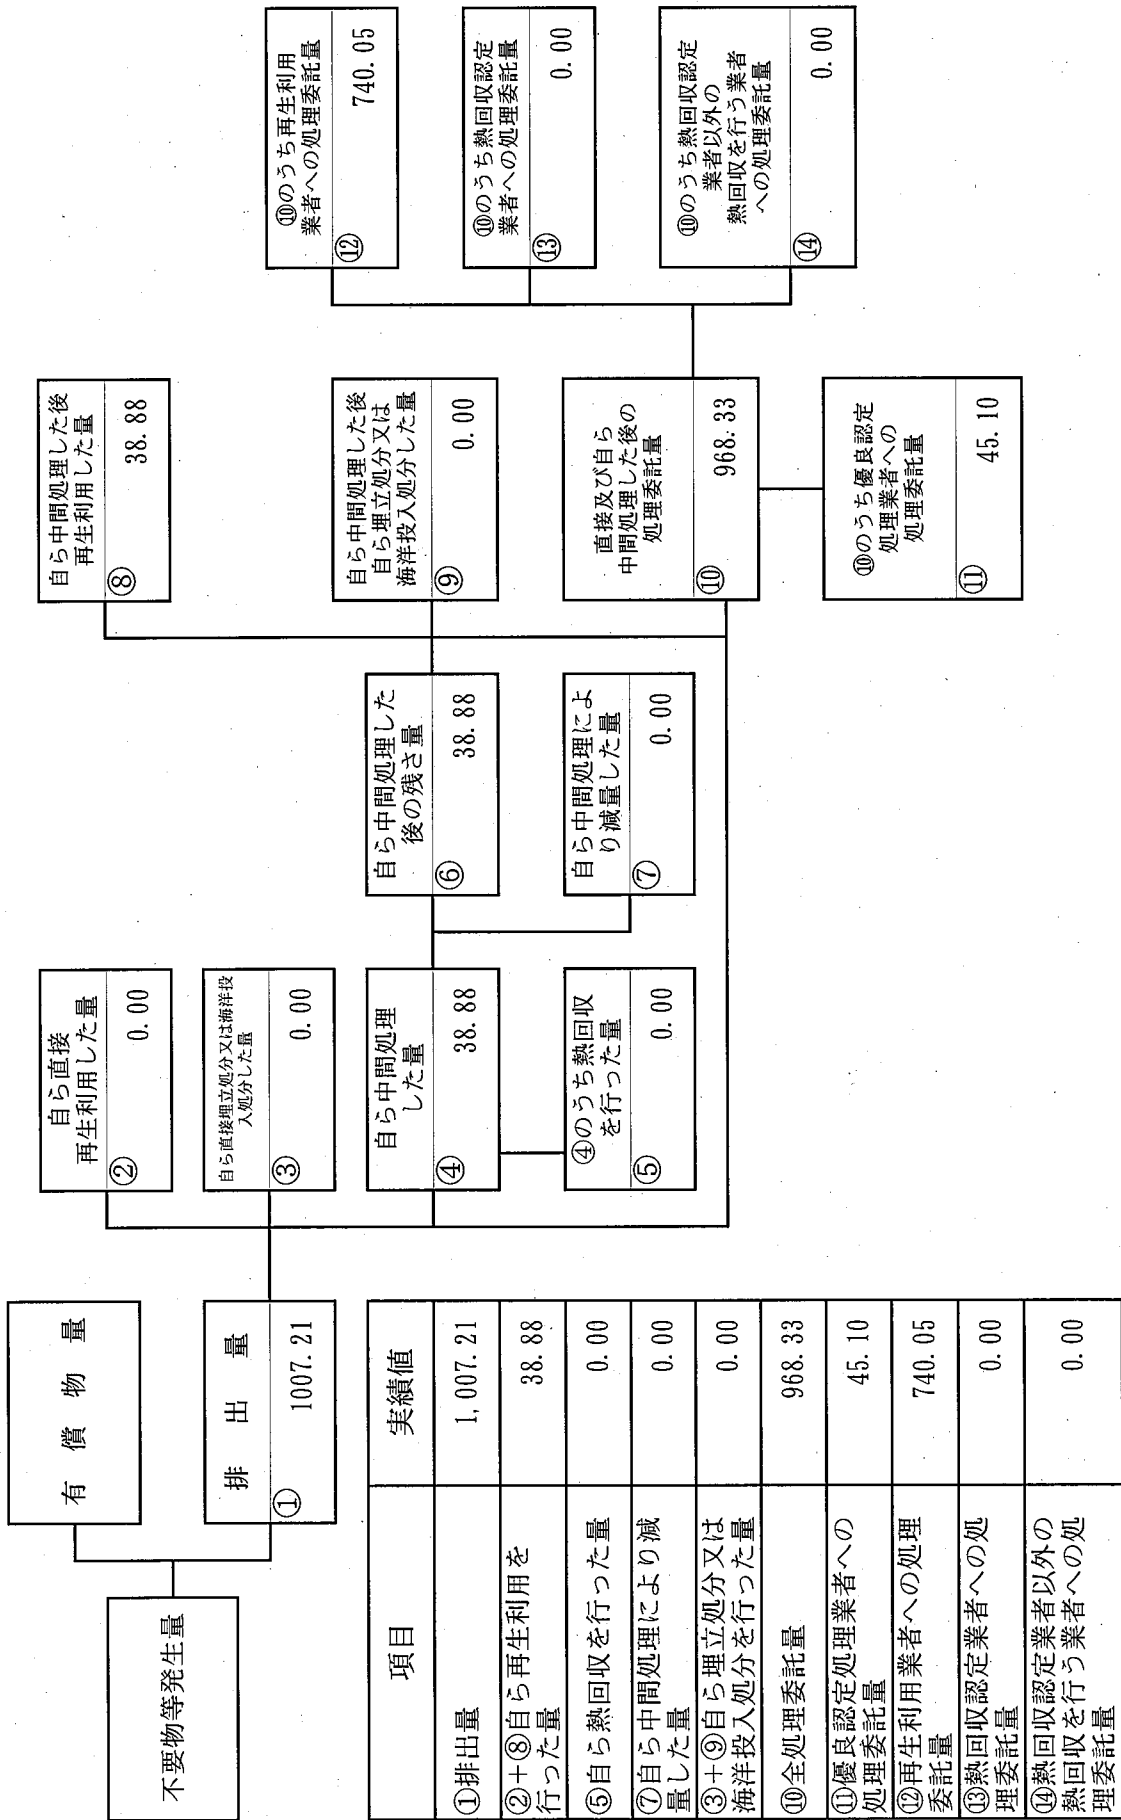 不要物等発生量
有償物量
排出量
① 1007.21
自ら直接
再生利用した量
② 0.00
自ら直接埋立処分又は海洋投
入処分した量
③ 0.00
自ら中間処理
した量
④ 38.88
④のうち熱回収
を行った量
⑤ 0.00
自ら中間処理した
後の残さ量
⑥ 38.88
自ら中間処理によ
り減量した量
⑦ 0.00
自ら中間処理した後
再生利用した量
⑧ 38.88
自ら中間処理した後
自ら埋立処分又は
海洋投入処分した量
⑨ 0.00
直接及び自ら
中間処理した後の
処理委託量
⑩ 968.33
⑩のうち優良認定
処理業者への
処理委託量
⑪ 45.10
⑩のうち再生利用
業者への処理委託量
⑫ 740.05
⑩のうち熱回収認定
業者への処理委託量
⑬ 0.00
⑩のうち熱回収認定
業者以外の
熱回収を行う業者
への処理委託量
⑭ 0.00
項目 実績値
①排出量 1,007.21
②+⑧自ら再生利用を
行った量 38.88
⑤自ら熱回収を行った量 0.00
⑦自ら中間処理により減
量した量 0.00
③+⑨自ら埋立処分又は
海洋投入処分を行った量 0.00
⑩全処理委託量 968.33
⑪優良認定処理業者への
処理委託量 45.10
⑫再生利用業者への処理
委託量 740.05
⑬熱回収認定業者への処
理委託量 0.00
⑭熱回収認定業者以外の
熱回収を行う業者への処
理委託量 0.00